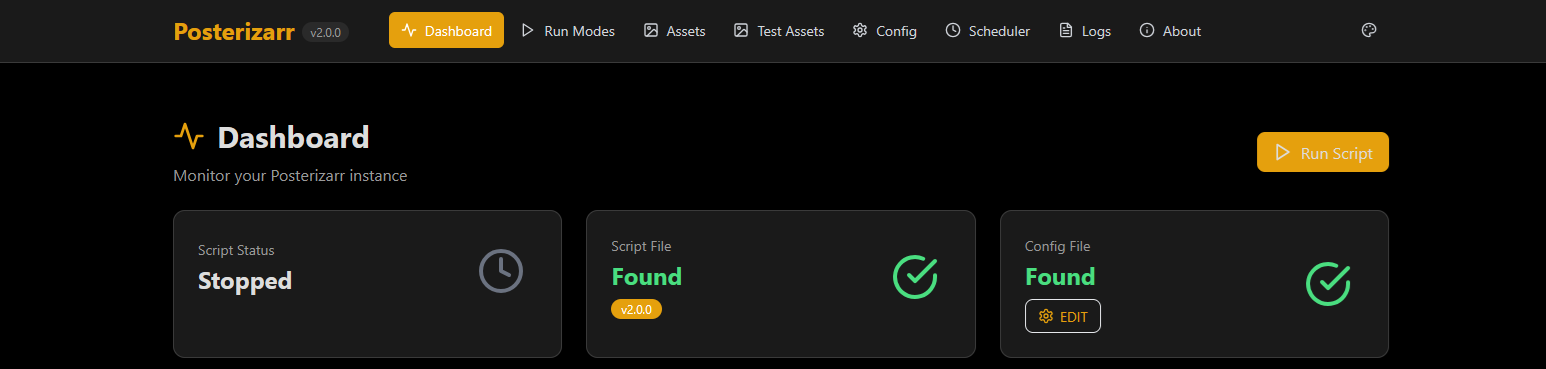 Posterizarr v2.0.0 Dashboard Run Modes Assets Test Assets Config Scheduler Logs About
Dashboard
Monitor your Posterizarr instance
Run Script
Script Status
Stopped
Script File
Found
v2.0.0
Config File
Found
EDIT